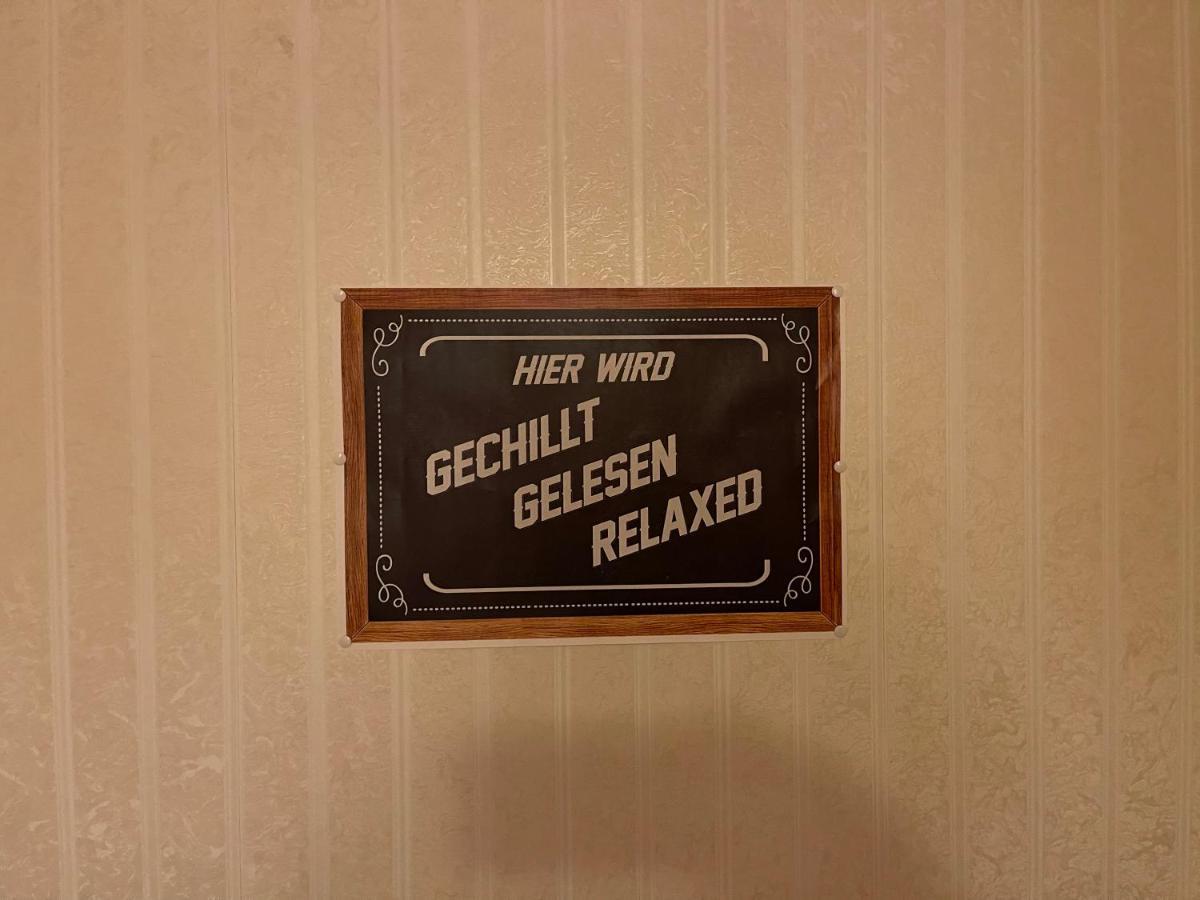 HIER WIRD
GECHILLT
GELESEN
RELAXED